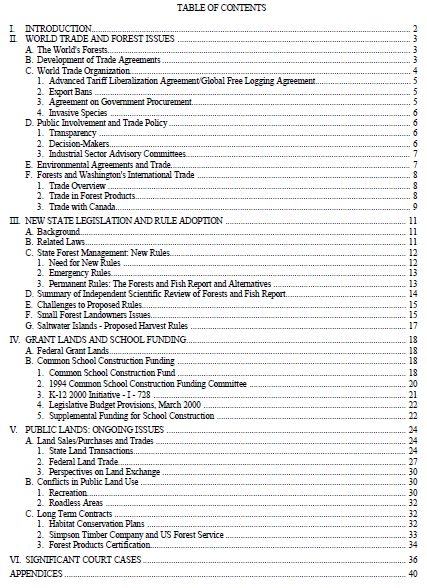 TABLE OF CONTENTS
I. INTRODUCTION 2
II. WORLD TRADE AND FOREST ISSUES 3
A. The World's Forests 3
B. Development of Trade Agreements 3
C. World Trade Organization 4
1. Advanced Tariff Liberalization Agreement/Global Free Logging Agreement 5
2. Export Bans 5
3. Agreement on Government Procurement 5
4. Invasive Species 6
D. Public Involvement and Trade Policy 6
1. Transparency 6
2. Decision-Makers 6
3. Industrial Sector Advisory Committees 7
E. Environmental Agreements and Trade 7
F. Forests and Washington's International Trade 8
1. Trade Overview 8
2. Trade in Forest Products 8
3. Trade with Canada 9
III. NEW STATE LEGISLATION AND RULE ADOPTION 11
A. Background 11
B. Related Laws 11
C. State Forest Management: New Rules 12
1. Need for New Rules 12
2. Emergency Rules 13
3. Permanent Rules: The Forests and Fish Report and Alternatives 13
D. Summary of Independent Scientific Review of Forests and Fish Report 14
E. Challenges to Proposed Rules 15
F. Small Forest Landowners Issues 15
G. Saltwater Islands - Proposed Harvest Rules 17
IV. GRANT LANDS AND SCHOOL FUNDING 18
A. Federal Grant Lands 18
B. Common School Construction Funding 18
1. Common School Construction Fund 18
2. 1994 Common School Construction Funding Committee 20
3. K-12 2000 Initiative - I - 728 21
4. Legislative Budget Provisions, March 2000 22
5. Supplemental Funding for School Construction 22
V. PUBLIC LANDS: ONGOING ISSUES 24
A. Land Sales/Purchases and Trades 24
1. State Land Transactions 24
2. Federal Land Trade 27
3. Perspectives on Land Exchange 30
B. Conflicts in Public Land Use 30
1. Recreation 30
2. Roadless Areas 32
C. Long Term Contracts 32
1. Habitat Conservation Plans 32
2. Simpson Timber Company and US Forest Service 33
3. Forest Products Certification 34
VI. SIGNIFICANT COURT CASES 36
APPENDICES 40